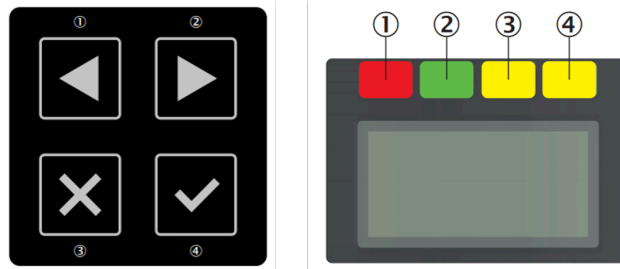 ① ②
③ ④
① ② ③ ④